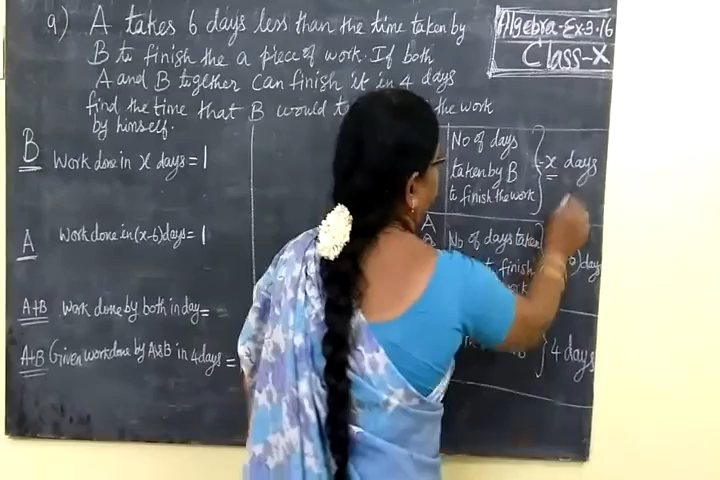 9) A takes 6 days less than the time taken by
B to finish the a piece of work. If both
A and B together can finish it in 4 days
find the time that B would the work
by himself.
Algebra-Ex-3.16
Class-X
B Work done in x days = 1
A Work done in (x-6) days = 1
A+B Work done by both in day =
A+B Given work done by A&B in 4 days =
No of days
taken by B
to finish the work
x days
A
No of days taken
finish
days
4 days